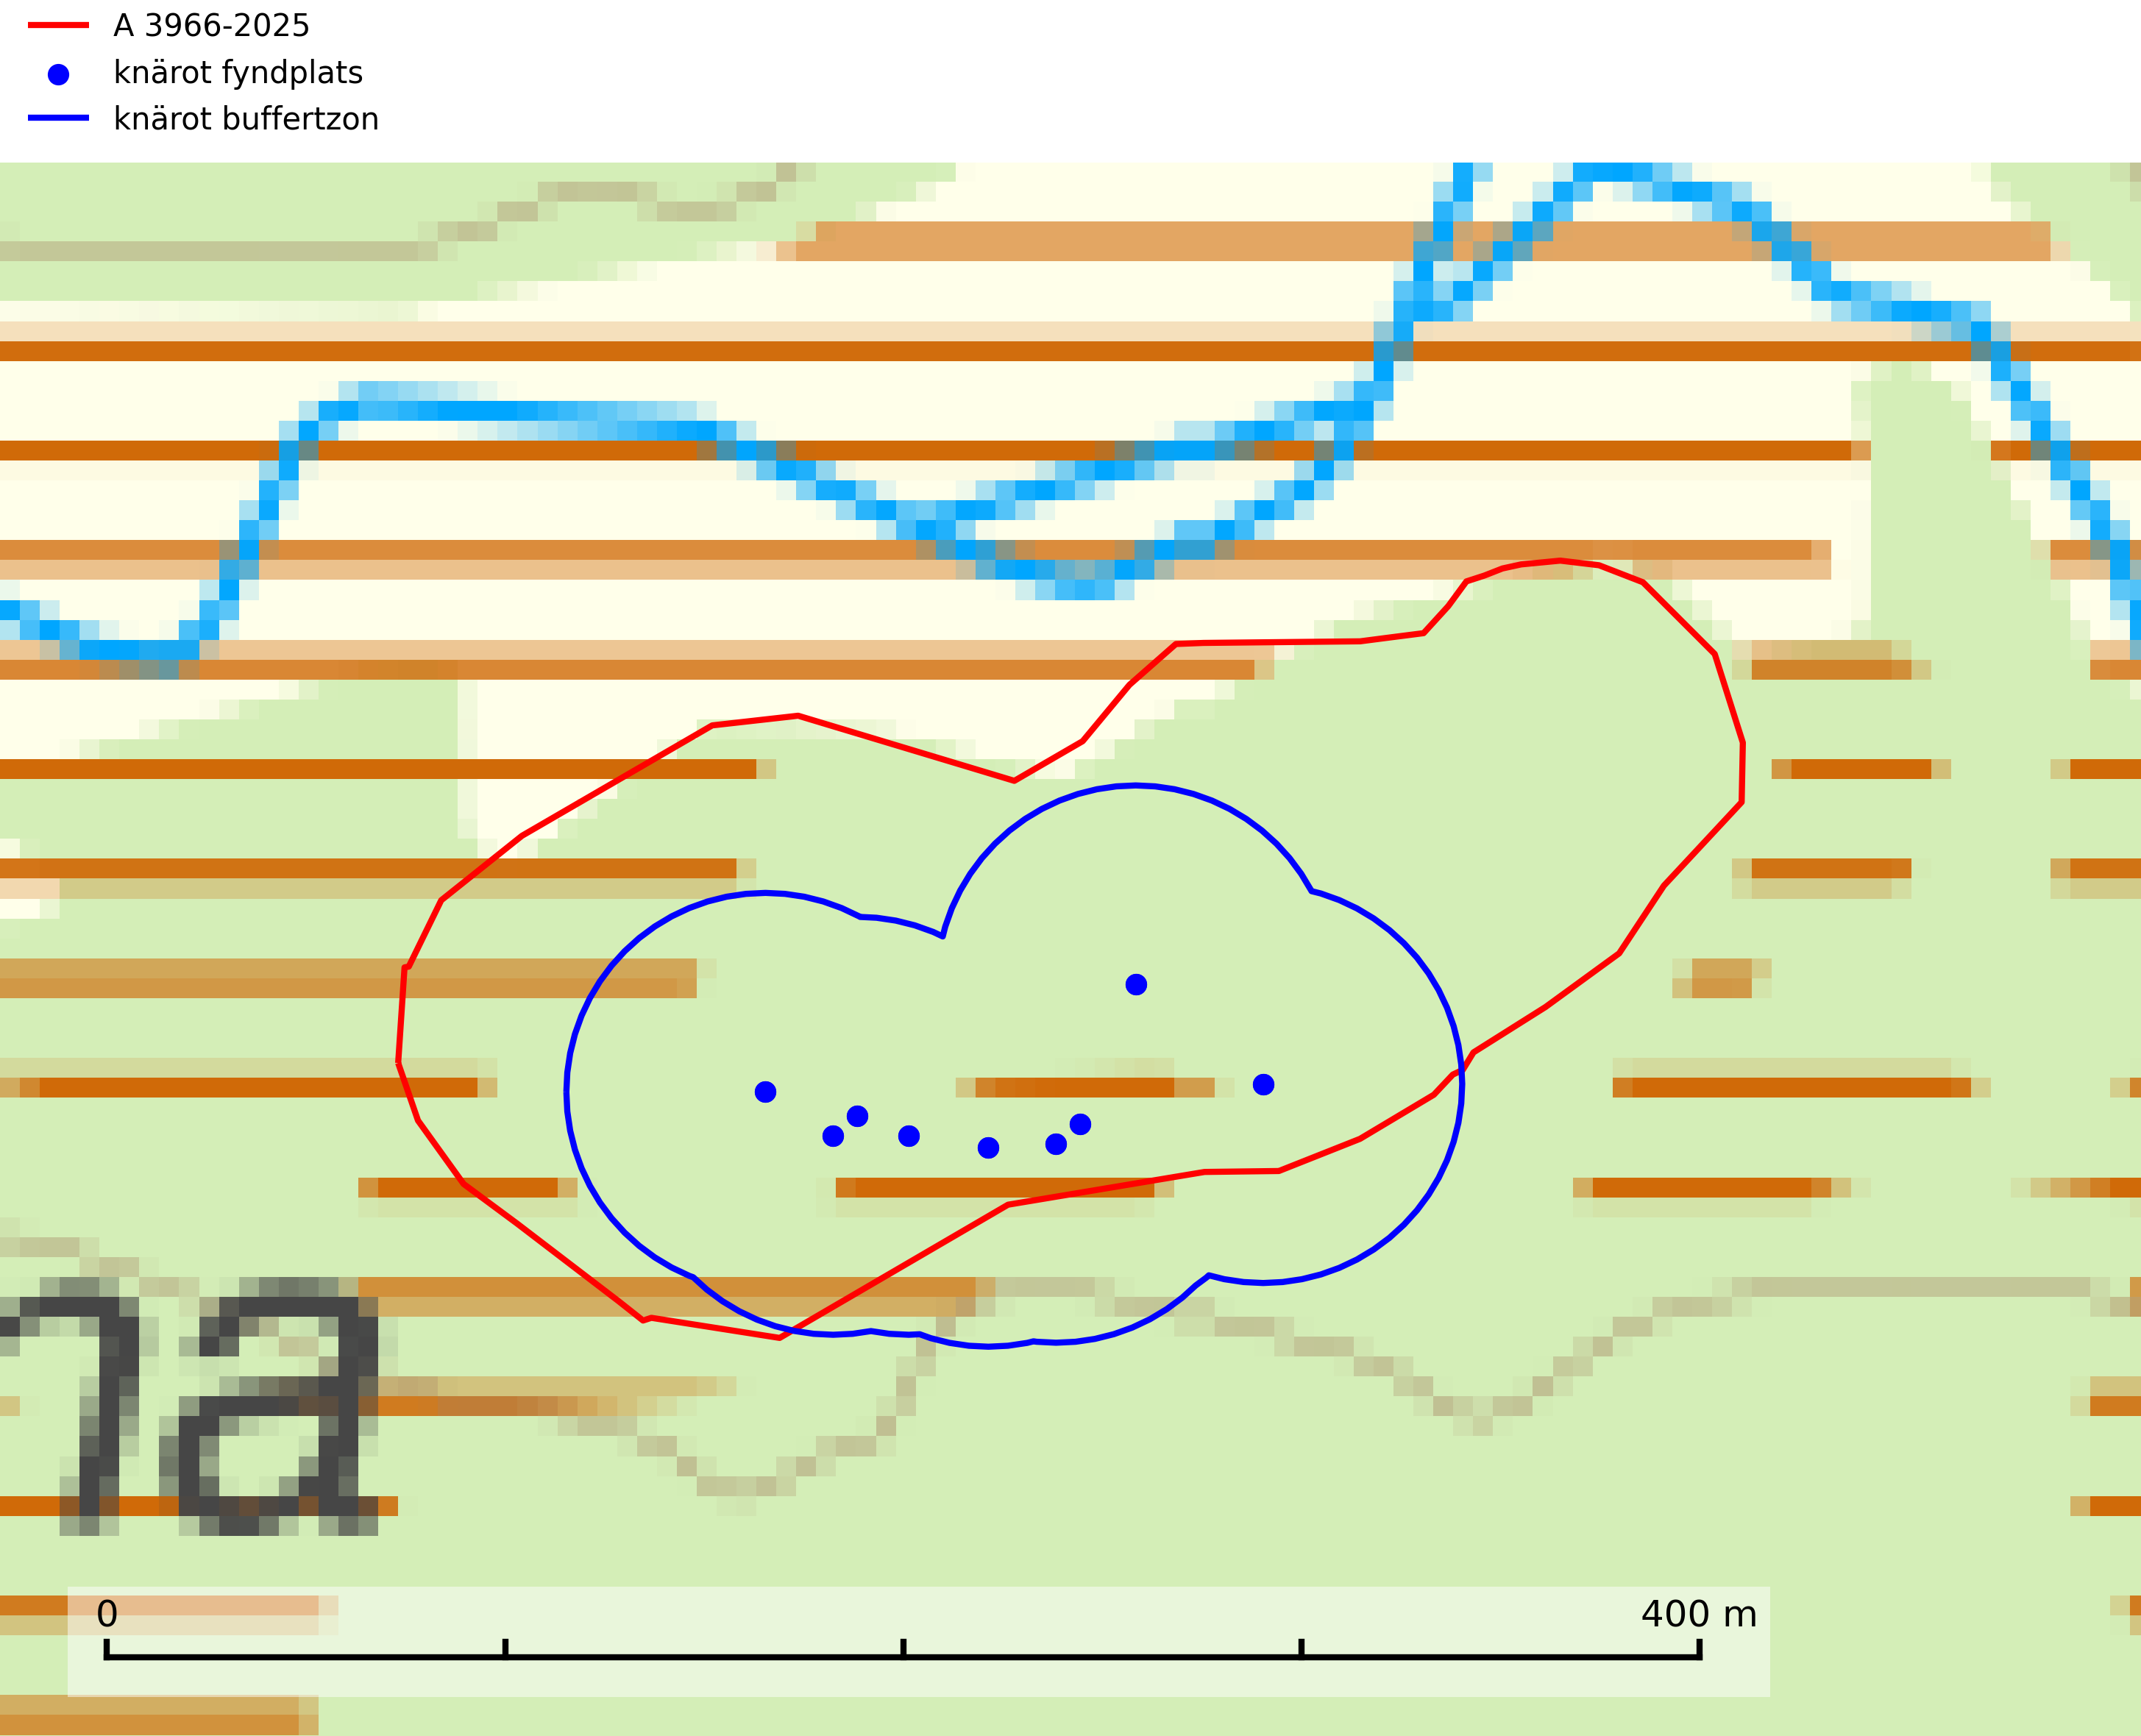 A 3966-2025
knärot fyndplats
knärot buffertzon
0
400 m